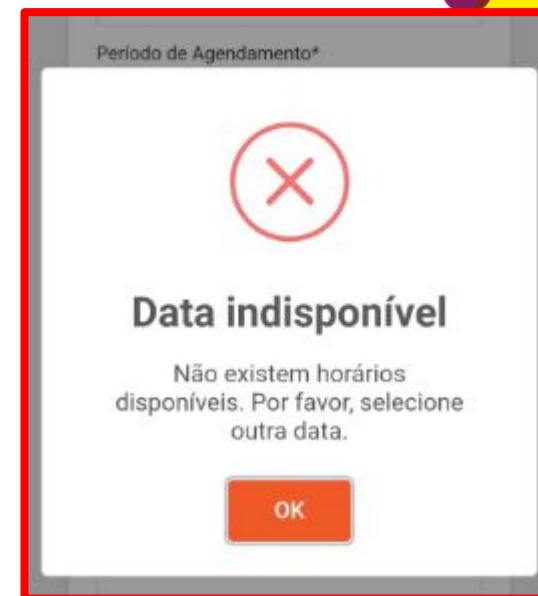 Período de Agendamento*
Data indisponível
Não existem horários
disponíveis. Por favor, selecione
outra data.
OK